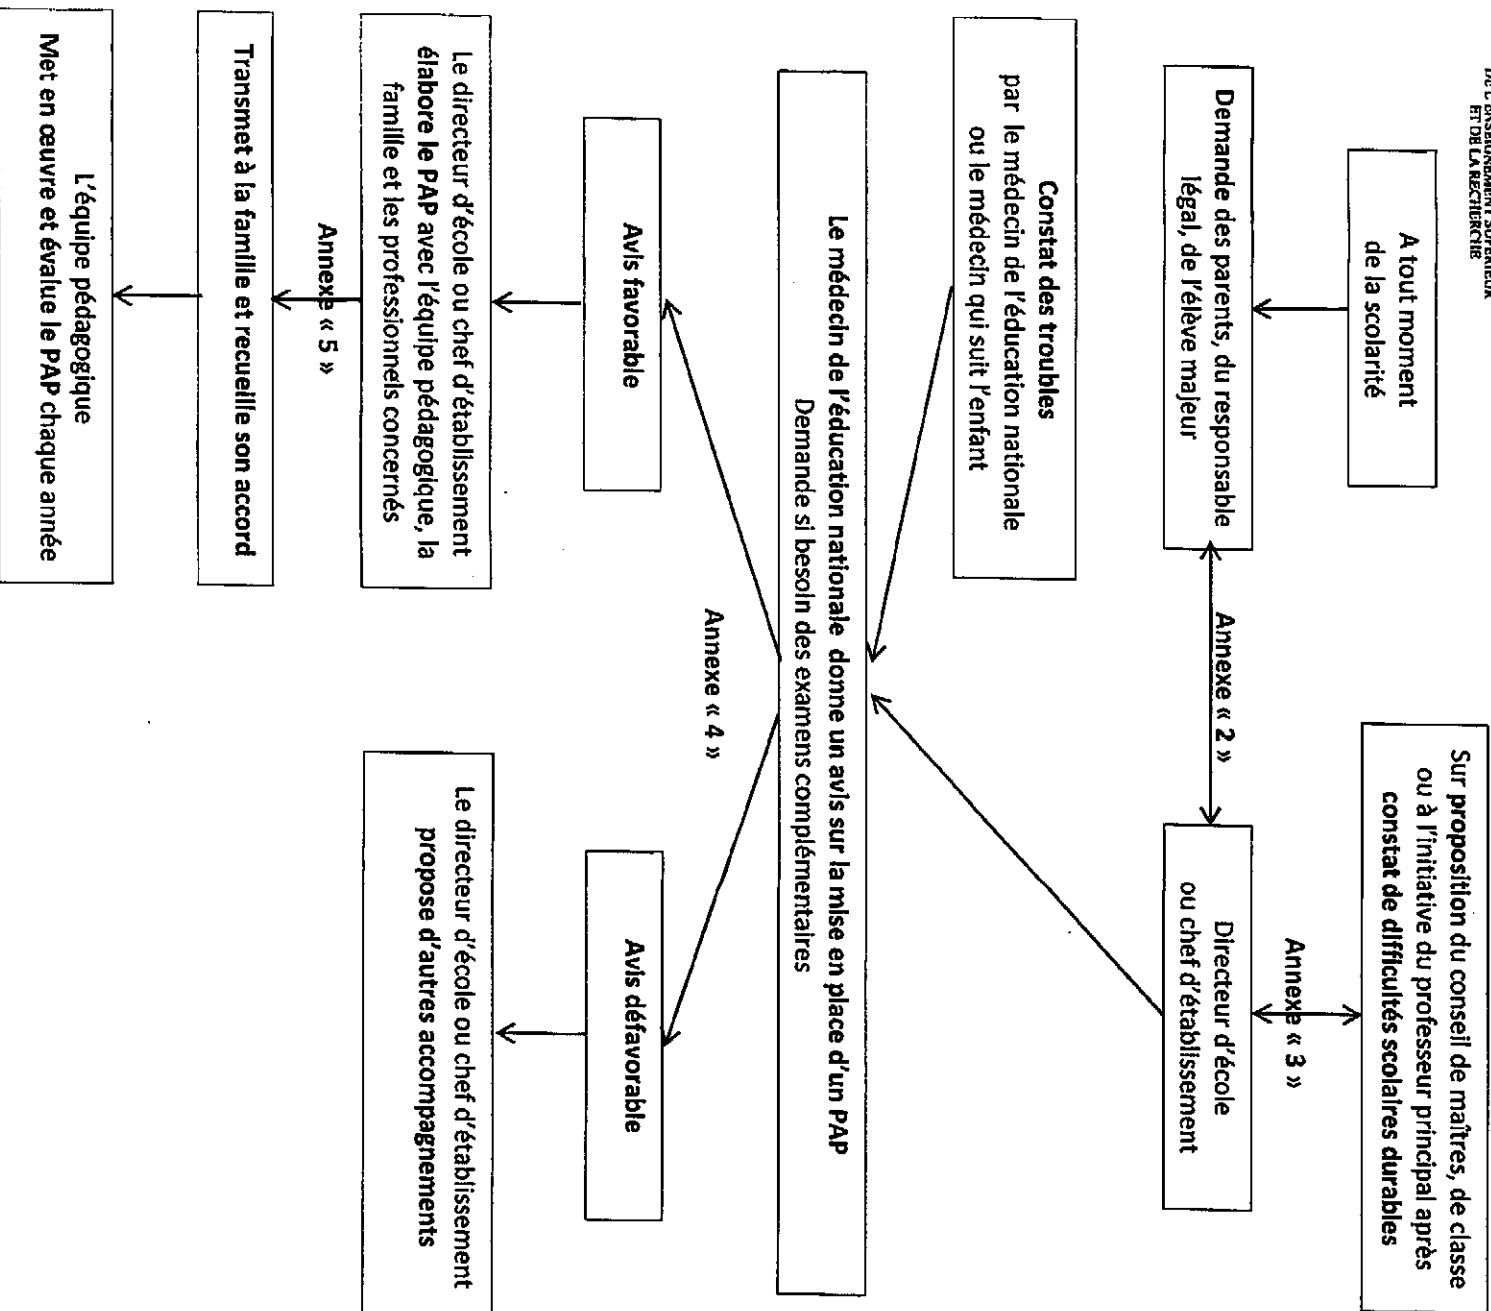 DE L'ENSEIGNEMENT SUPÉRIEUR
ET DE LA RECHERCHE
A tout moment
de la scolarité
Sur proposition du conseil de maîtres, de classe
ou à l'initiative du professeur principal après
constat de difficultés scolaires durables
Demande des parents, du responsable
légal, de l'élève majeur
Annexe « 2 »
Annexe « 3 »
Directeur d'école
ou chef d'établissement
Constat des troubles
par le médecin de l'éducation nationale
ou le médecin qui suit l'enfant
Le médecin de l'éducation nationale donne un avis sur la mise en place d'un PAP
Demande si besoin des examens complémentaires
Annexe « 4 »
Avis favorable
Avis défavorable
Le directeur d'école ou chef d'établissement
élabore le PAP avec l'équipe pédagogique, la
famille et les professionnels concernés
Le directeur d'école ou chef d'établissement
propose d'autres accompagnements
Annexe « 5 »
Transmet à la famille et recueille son accord
L'équipe pédagogique
Met en œuvre et évalue le PAP chaque année